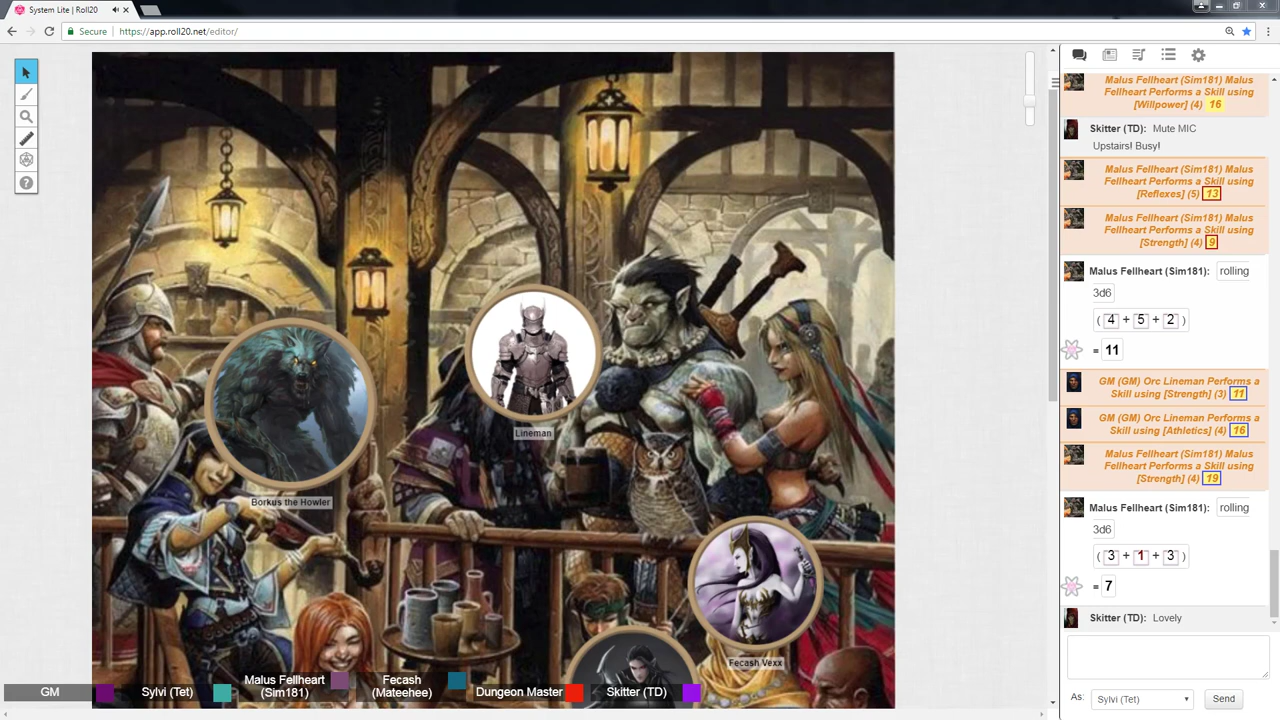 System Lite | Roll20
Secure
https://app.roll20.net/editor/
Malus Fellheart (Sim181) Malus
Fellheart Performs a Skill using
[Willpower] (4) 16
Skitter (TD): Mute MIC
Upstairs! Busy!
Malus Fellheart (Sim181) Malus
Fellheart Performs a Skill using
[Reflexes] (5) 13
Malus Fellheart (Sim181) Malus
Fellheart Performs a Skill using
[Strength] (4) 9
Malus Fellheart (Sim181): rolling
3d6
( 4 + 5 + 2 )
= 11
GM (GM) Orc Lineman Performs a
Skill using [Strength] (3) 11
GM (GM) Orc Lineman Performs a
Skill using [Athletics] (4) 16
Malus Fellheart (Sim181) Malus
Fellheart Performs a Skill using
[Strength] (4) 19
Malus Fellheart (Sim181): rolling
3d6
( 3 + 1 + 3 )
= 7
Skitter (TD): Lovely
As: Sylvi (Tet) Send
Lineman
Borkus the Howler
Fecash Vexx
GM
Sylvi (Tet)
Malus Fellheart
(Sim181)
Fecash
(Mateehee)
Dungeon Master
Skitter (TD)